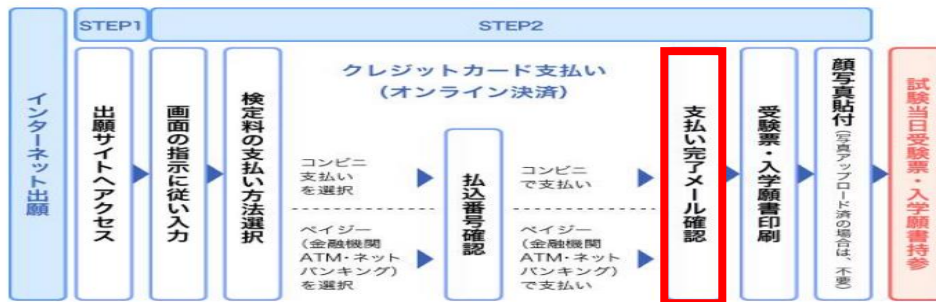 STEP1
STEP2
インターネット出願
出願サイトへアクセス
画面の指示に従い入力
検定料の支払い方法選択
クレジットカード支払い
(オンライン決済)
コンビニ
支払いを
を選択
ペイジー
(金融機関
ATM・ネット
バンキング)
を選択
払込番号確認
コンビニ
で支払い
ペイジー
(金融機関
ATM・ネット
バンキング)
で支払い
支払い完了メール確認
受験票・入学願書印刷
顔写真貼付(写真アップロード済の場合は、不要)
試験当日受験票・入学願書持参